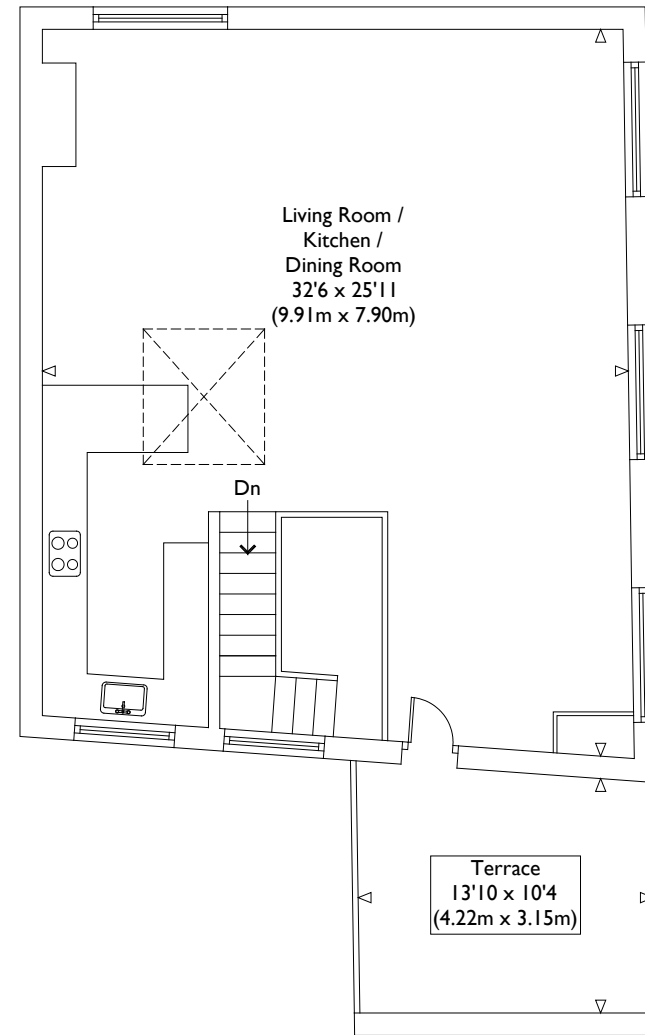 Living Room /
Kitchen /
Dining Room
32'6 x 25'11
(9.91m x 7.90m)
Dn
Terrace
13'10 x 10'4
(4.22m x 3.15m)